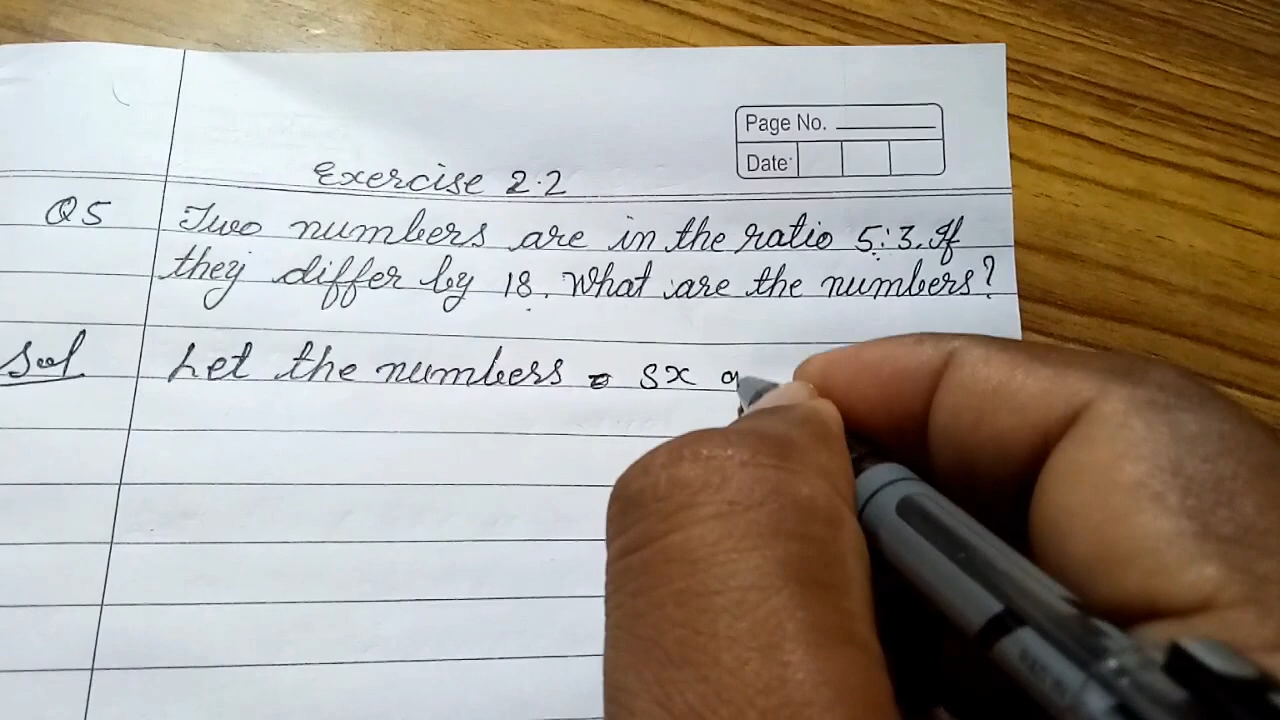 Page No.
Date
Exercise 2.2
Q5 Two numbers are in the ratio 5:3. If
they differ by 18. What are the numbers?
Sol Let the numbers = 5x